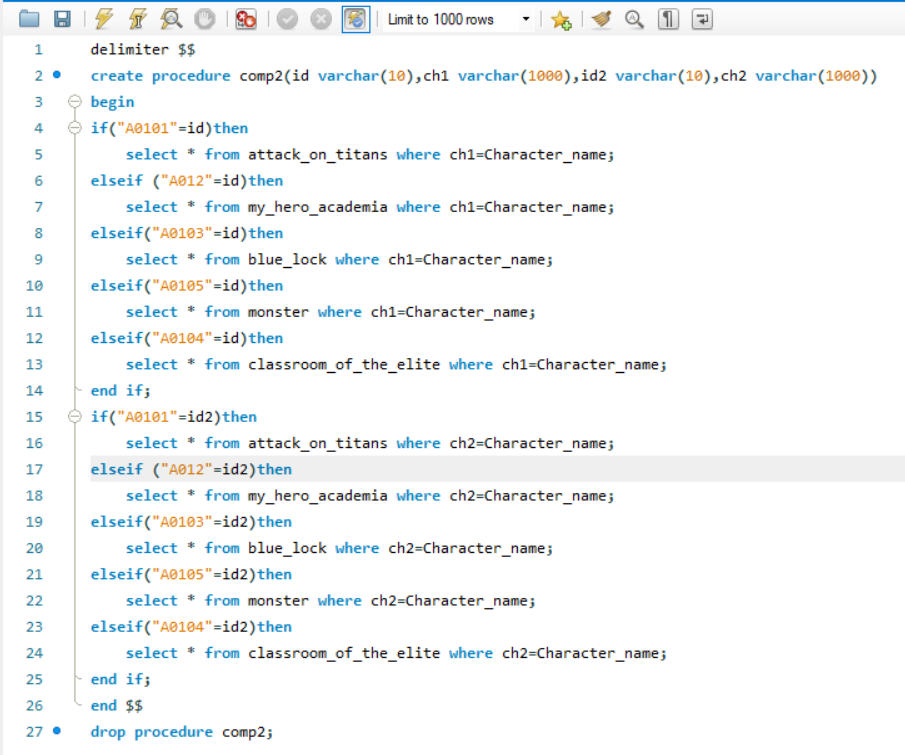 Limit to 1000 rows
1 delimiter $$
2 create procedure comp2(id varchar(10),ch1 varchar(1000),id2 varchar(10),ch2 varchar(1000))
3 begin
4 if("A0101"=id)then
5 select * from attack_on_titans where ch1=Character_name;
6 elseif ("A012"=id)then
7 select * from my_hero_academia where ch1=Character_name;
8 elseif("A0103"=id)then
9 select * from blue_lock where ch1=Character_name;
10 elseif("A0105"=id)then
11 select * from monster where ch1=Character_name;
12 elseif("A0104"=id)then
13 select * from classroom_of_the_elite where ch1=Character_name;
14 end if;
15 if("A0101"=id2)then
16 select * from attack_on_titans where ch2=Character_name;
17 elseif ("A012"=id2)then
18 select * from my_hero_academia where ch2=Character_name;
19 elseif("A0103"=id2)then
20 select * from blue_lock where ch2=Character_name;
21 elseif("A0105"=id2)then
22 select * from monster where ch2=Character_name;
23 elseif("A0104"=id2)then
24 select * from classroom_of_the_elite where ch2=Character_name;
25 end if;
26 end $$
27 drop procedure comp2;